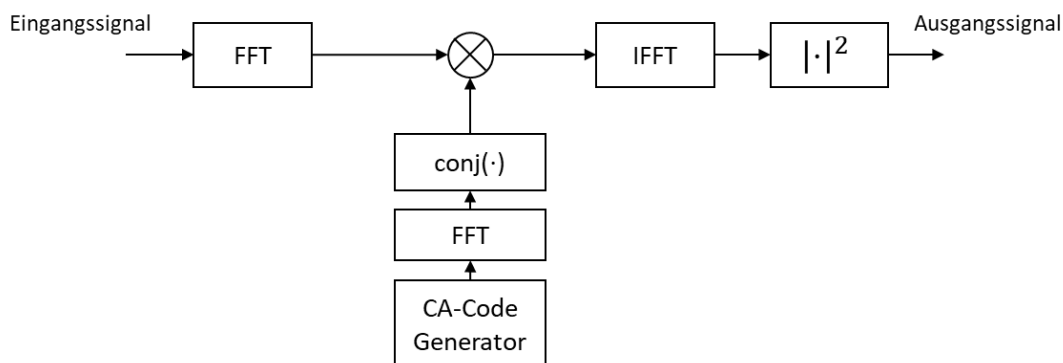 Eingangssignal
Ausgangssignal
FFT
IFFT
|·|²
conj(·)
FFT
CA-Code
Generator